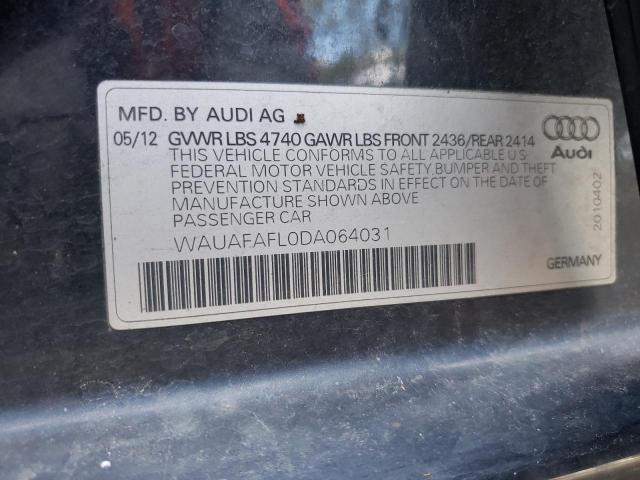 MFD. BY AUDI AG
05/12 GVWR LBS 4740 GAWR LBS FRONT 2436/REAR 2414
THIS VEHICLE CONFORMS TO ALL APPLICABLE U S
FEDERAL MOTOR VEHICLE SAFETY, BUMPER AND THEFT
PREVENTION STANDARDS IN EFFECT ON THE DATE OF
MANUFACTURE SHOWN ABOVE
PASSENGER CAR
WAUAFAFL0DA064031
Audi
2010402
GERMANY